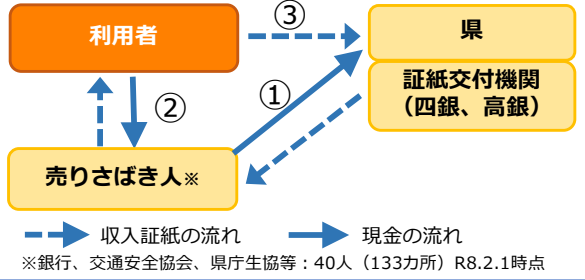 利用者
③
県
証紙交付機関
（四銀、高銀）
①
②
売りさばき人※
収入証紙の流れ
現金の流れ
※銀行、交通安全協会、県庁生協等：40人（133カ所）R8.2.1時点